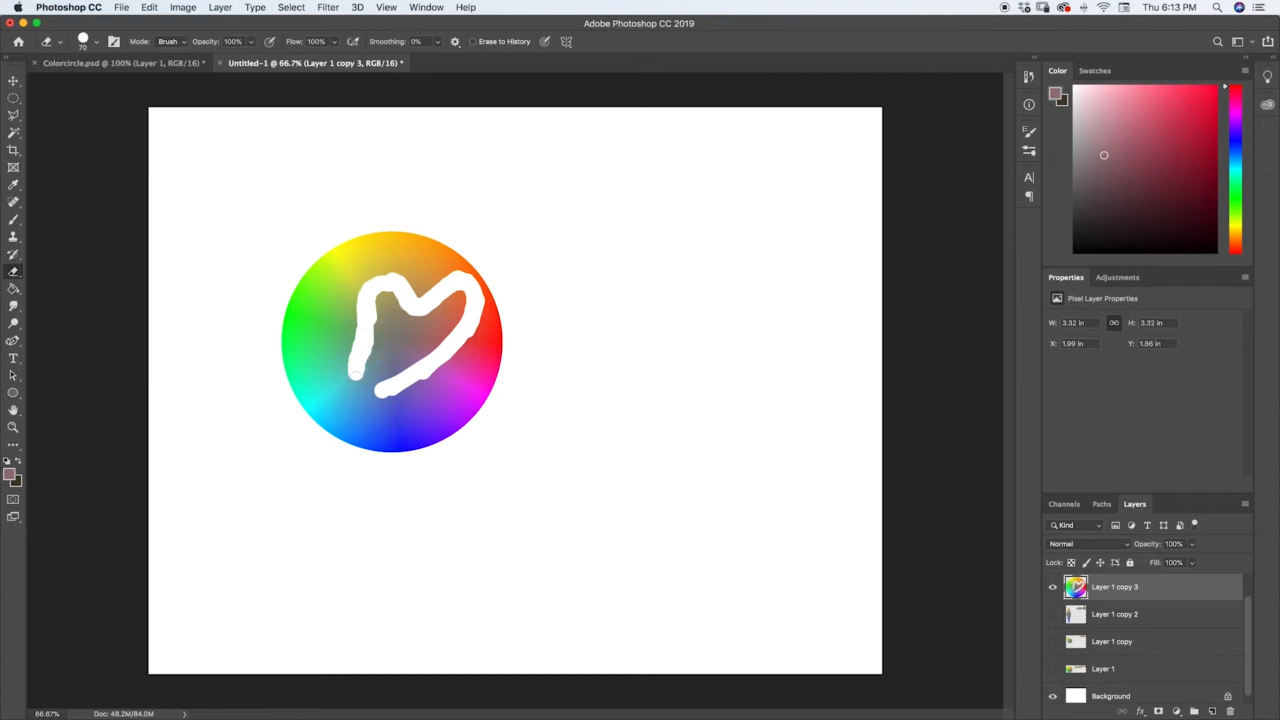 Photoshop CC File Edit Image Layer Type Select Filter 3D View Window Help Thu 6:13 PM
Adobe Photoshop CC 2019
70 Mode: Brush Opacity: 100% Flow: 100% Smoothing: 0% Erase to History
Colorcircle.psd @ 100% (Layer 1, RGB/16) * Untitled-1 @ 66.7% (Layer 1 copy 3, RGB/16) *
Color Swatches
Properties Adjustments
Pixel Layer Properties
W: 3.32 in H: 3.32 in
X: 1.99 in Y: 1.86 in
Channels Paths Layers
Kind
Normal Opacity: 100%
Lock: Fill: 100%
Layer 1 copy 3
Layer 1 copy 2
Layer 1 copy
Layer 1
Background
66.67% Doc: 48.2M/84.0M